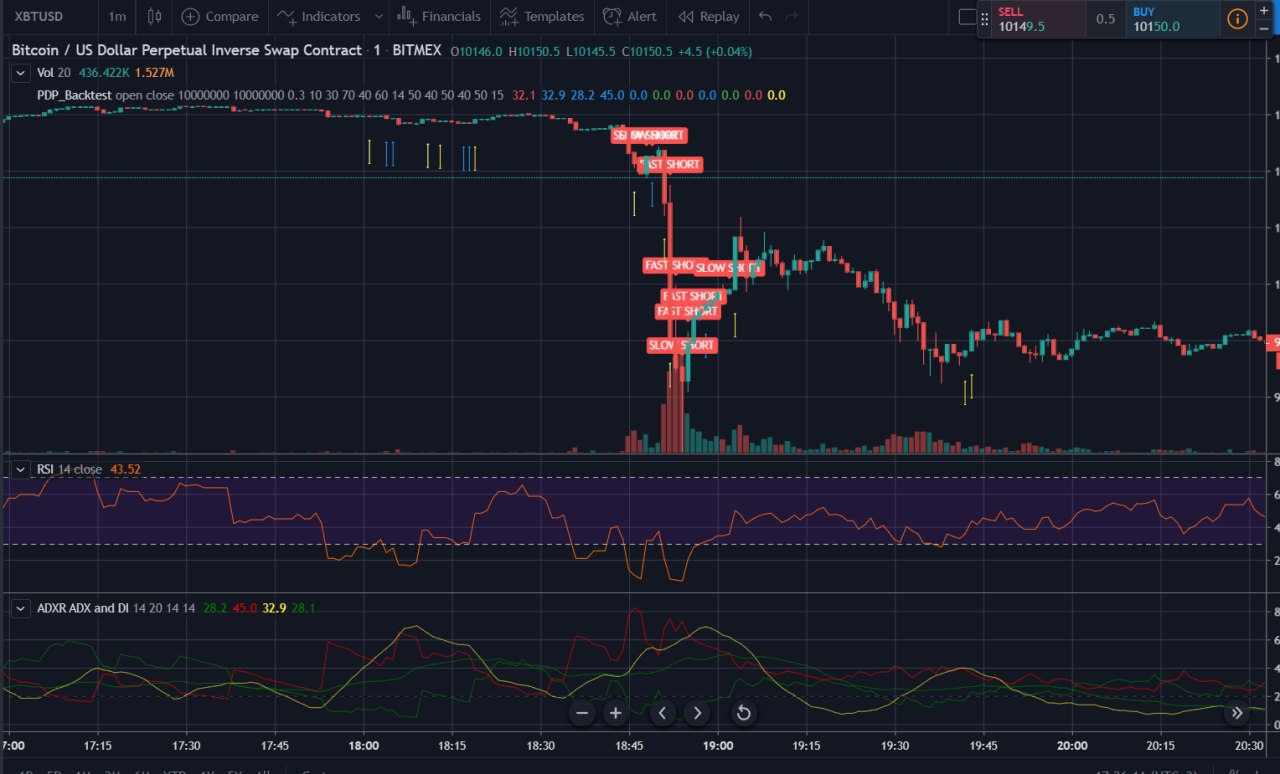 XBTUSD 1m Compare Indicators Financials Templates Alert Replay SELL 10149.5 0.5 BUY 10150.0
Bitcoin / US Dollar Perpetual Inverse Swap Contract · 1 · BITMEX O10146.0 H10150.5 L10145.5 C10150.5 +4.5 (+0.04%)
Vol 20 436.422K 1.527M
PDP_Backtest open close 10000000 10000000 0.3 10 30 70 40 60 14 50 40 50 40 50 15 32.1 32.9 28.2 45.0 0.0 0.0 0.0 0.0 0.0 0.0 0.0
SHORT
FAST SHORT
FAST SHO SLOW SHORT
FAST SHORT
FAST SHORT
SLOW SHORT
RSI 14 close 43.52
ADXR ADX and DI 14 20 14 14 28.2 45.0 32.9 28.1
7:00 17:15 17:30 17:45 18:00 18:15 18:30 18:45 19:00 19:15 19:30 19:45 20:00 20:15 20:30